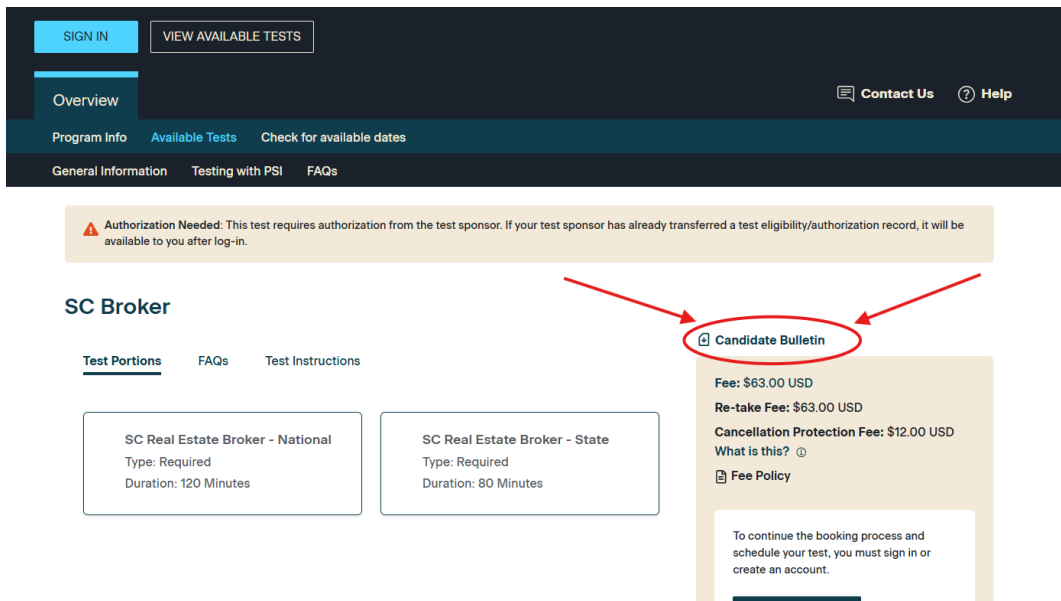 SIGN IN
VIEW AVAILABLE TESTS
Overview
Contact Us
Help
Program Info
Available Tests
Check for available dates
General Information
Testing with PSI
FAQs
Authorization Needed: This test requires authorization from the test sponsor. If your test sponsor has already transferred a test eligibility/authorization record, it will be
available to you after log-in.
SC Broker
Candidate Bulletin
Test Portions
FAQs
Test Instructions
SC Real Estate Broker - National
Type: Required
Duration: 120 Minutes
SC Real Estate Broker - State
Type: Required
Duration: 80 Minutes
Fee: $63.00 USD
Re-take Fee: $63.00 USD
Cancellation Protection Fee: $12.00 USD
What is this?
Fee Policy
To continue the booking process and
schedule your test, you must sign in or
create an account.